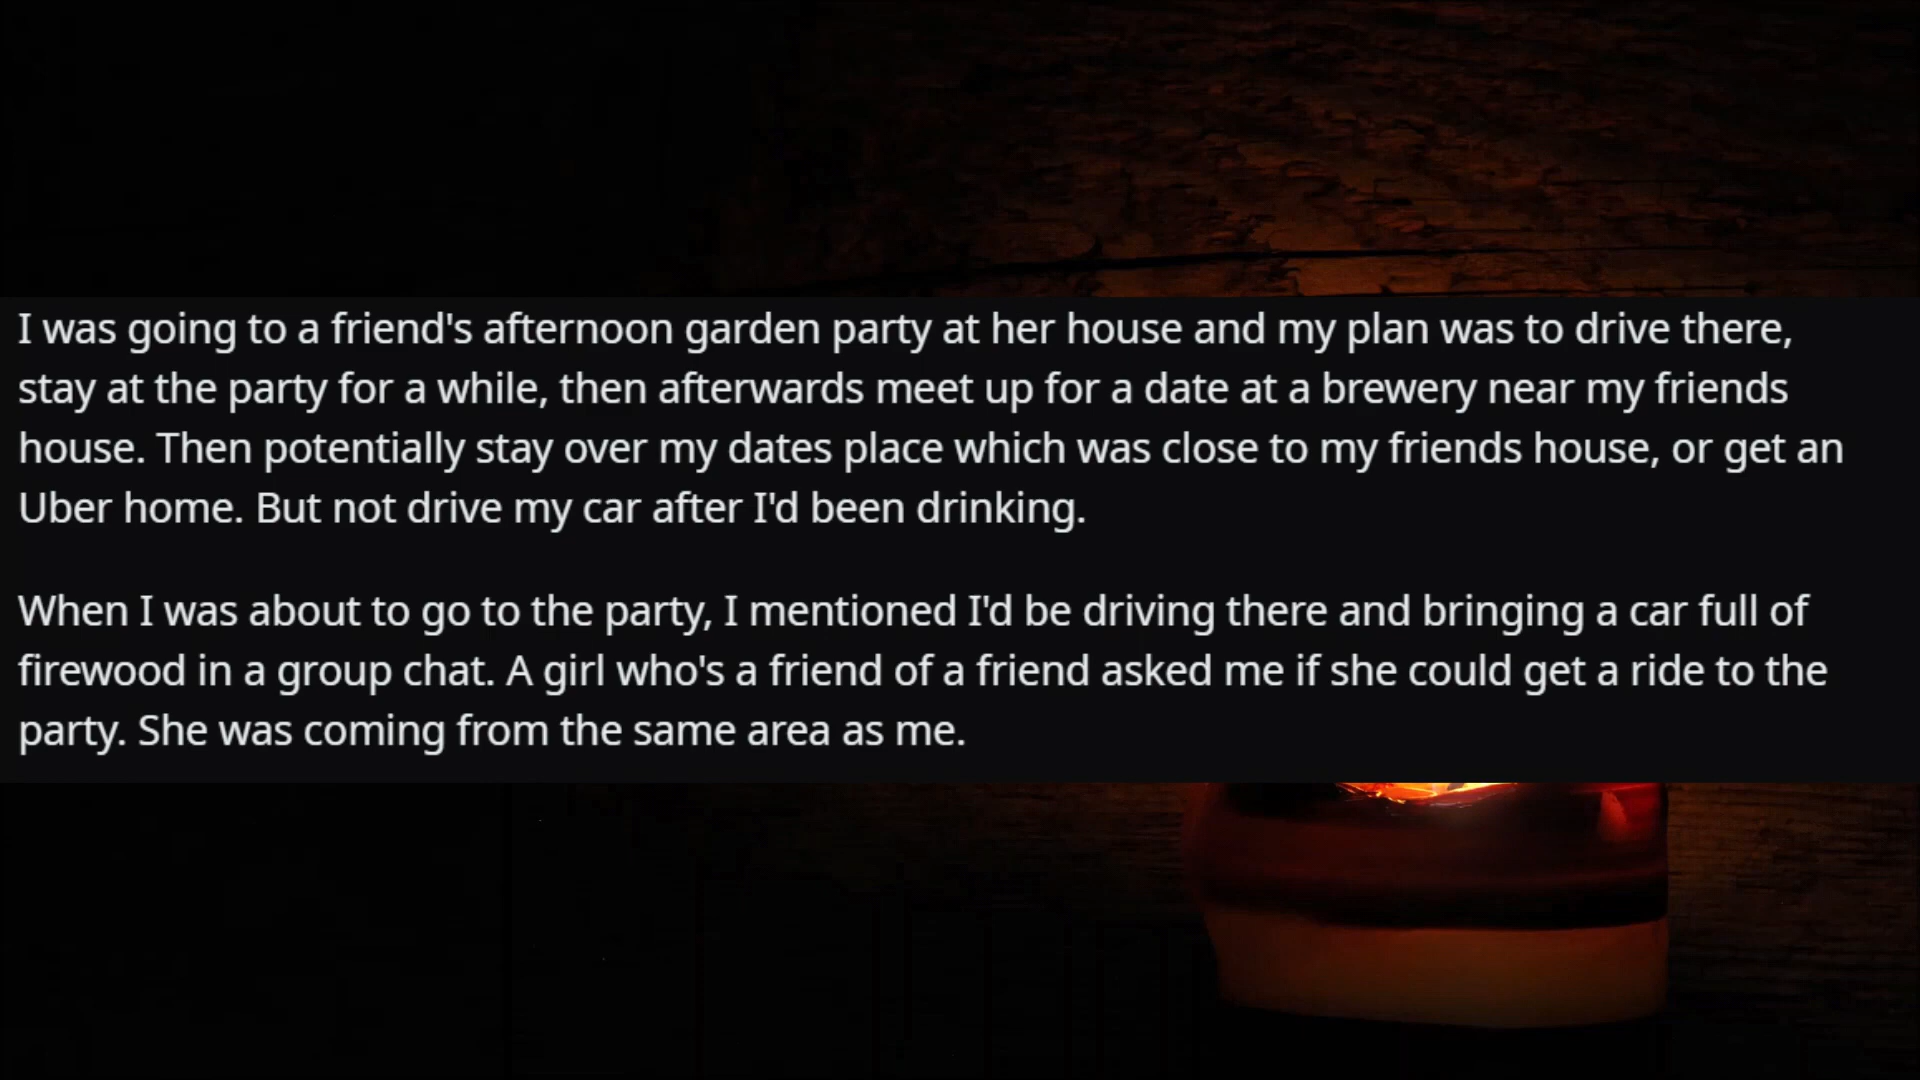 I was going to a friend's afternoon garden party at her house and my plan was to drive there,
stay at the party for a while, then afterwards meet up for a date at a brewery near my friends
house. Then potentially stay over my dates place which was close to my friends house, or get an
Uber home. But not drive my car after I'd been drinking.
When I was about to go to the party, I mentioned I'd be driving there and bringing a car full of
firewood in a group chat. A girl who's a friend of a friend asked me if she could get a ride to the
party. She was coming from the same area as me.